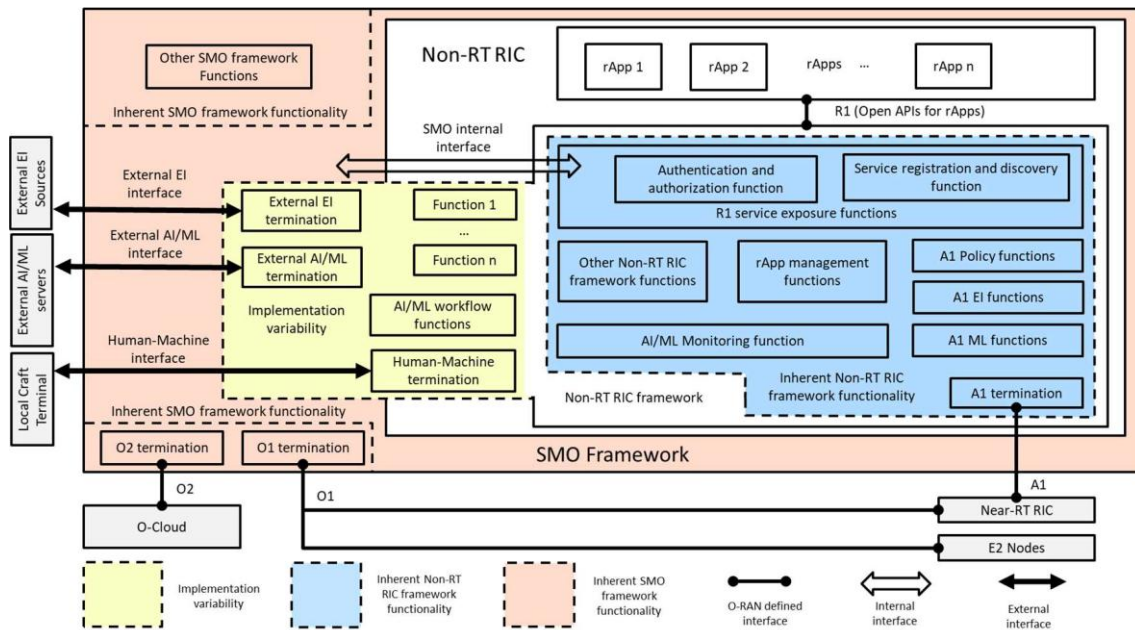 Other SMO framework
Functions
Inherent SMO framework functionality
Non-RT RIC
rApp 1
rApp 2
rApps ...
rApp n
R1 (Open APIs for rApps)
SMO internal
interface
External EI
Sources
External EI
interface
External AI/ML
servers
External AI/ML
interface
Local Craft
Terminal
Human-Machine
interface
External EI
termination
External AI/ML
termination
Implementation
variability
Function 1
...
Function n
AI/ML workflow
functions
Human-Machine
termination
Authentication and
authorization function
Service registration and discovery
function
R1 service exposure functions
Other Non-RT RIC
framework functions
rApp management
functions
A1 Policy functions
A1 EI functions
AI/ML Monitoring function
A1 ML functions
Inherent Non-RT RIC
framework functionality
Non-RT RIC framework
A1 termination
Inherent SMO framework functionality
O2 termination
O1 termination
SMO Framework
O2
O1
A1
O-Cloud
Near-RT RIC
E2 Nodes
Implementation
variability
Inherent Non-RT
RIC framework
functionality
Inherent SMO
framework
functionality
O-RAN defined
interface
Internal
interface
External
interface